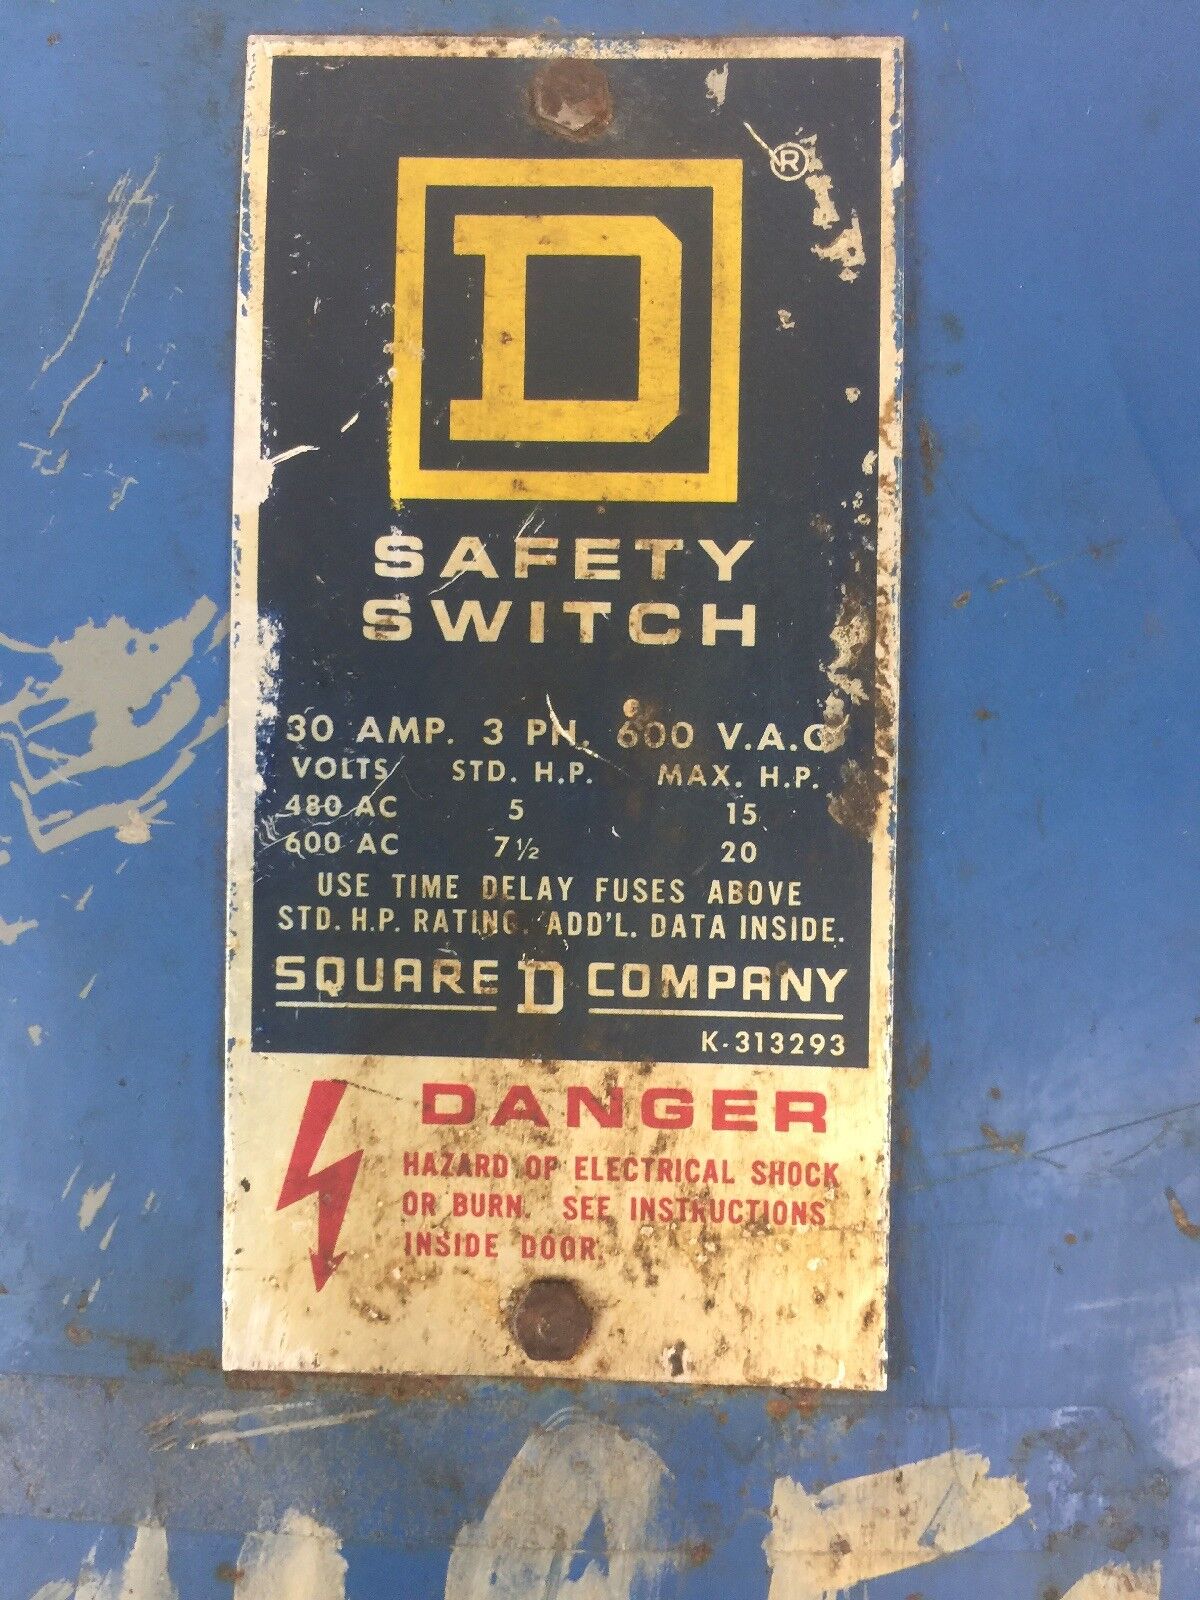 ®
D
SAFETY
SWITCH
30 AMP. 3 PH. 600 V.A.C
VOLTS STD. H.P. MAX. H.P.
480 AC 5 15
600 AC 7½ 20
USE TIME DELAY FUSES ABOVE
STD. H.P. RATING. ADD'L. DATA INSIDE.
SQUARE D COMPANY
K-313293
DANGER
HAZARD OF ELECTRICAL SHOCK
OR BURN. SEE INSTRUCTIONS
INSIDE DOOR.